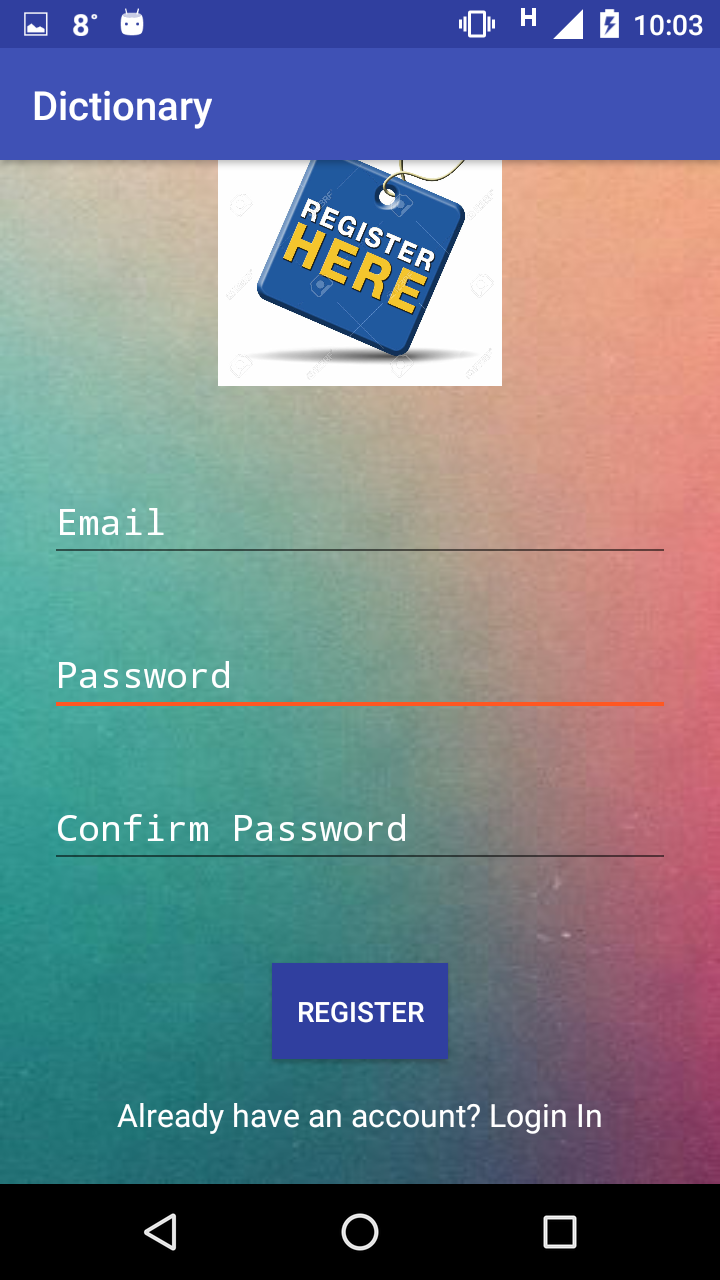 8°
H
10:03
Dictionary
REGISTER
HERE
Email
Password
Confirm Password
REGISTER
Already have an account? Login In